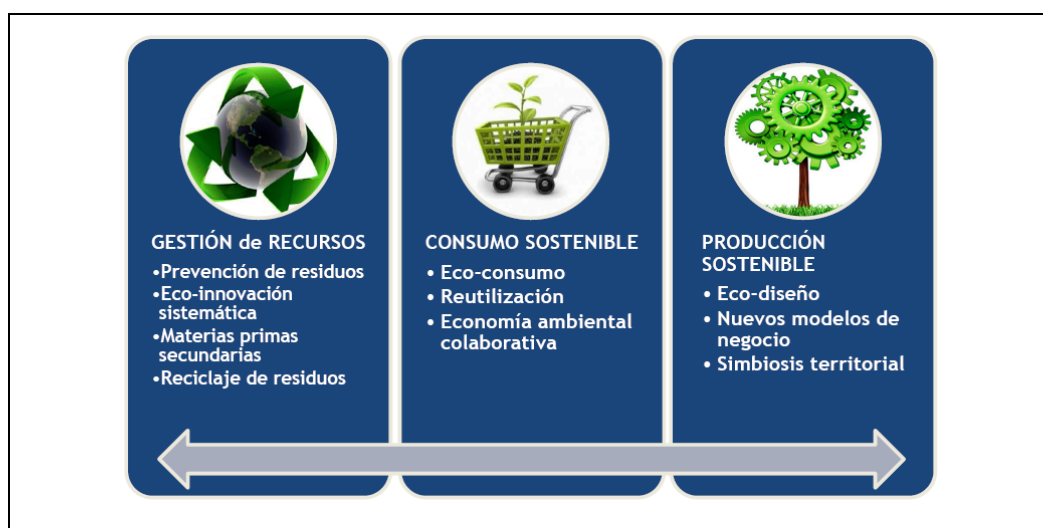 GESTIÓN de RECURSOS
•Prevención de residuos
•Eco-innovación
sistemática
•Materias primas
secundarias
•Reciclaje de residuos
CONSUMO SOSTENIBLE
• Eco-consumo
• Reutilización
• Economía ambiental
colaborativa
PRODUCCIÓN
SOSTENIBLE
• Eco-diseño
• Nuevos modelos de
negocio
• Simbiosis territorial